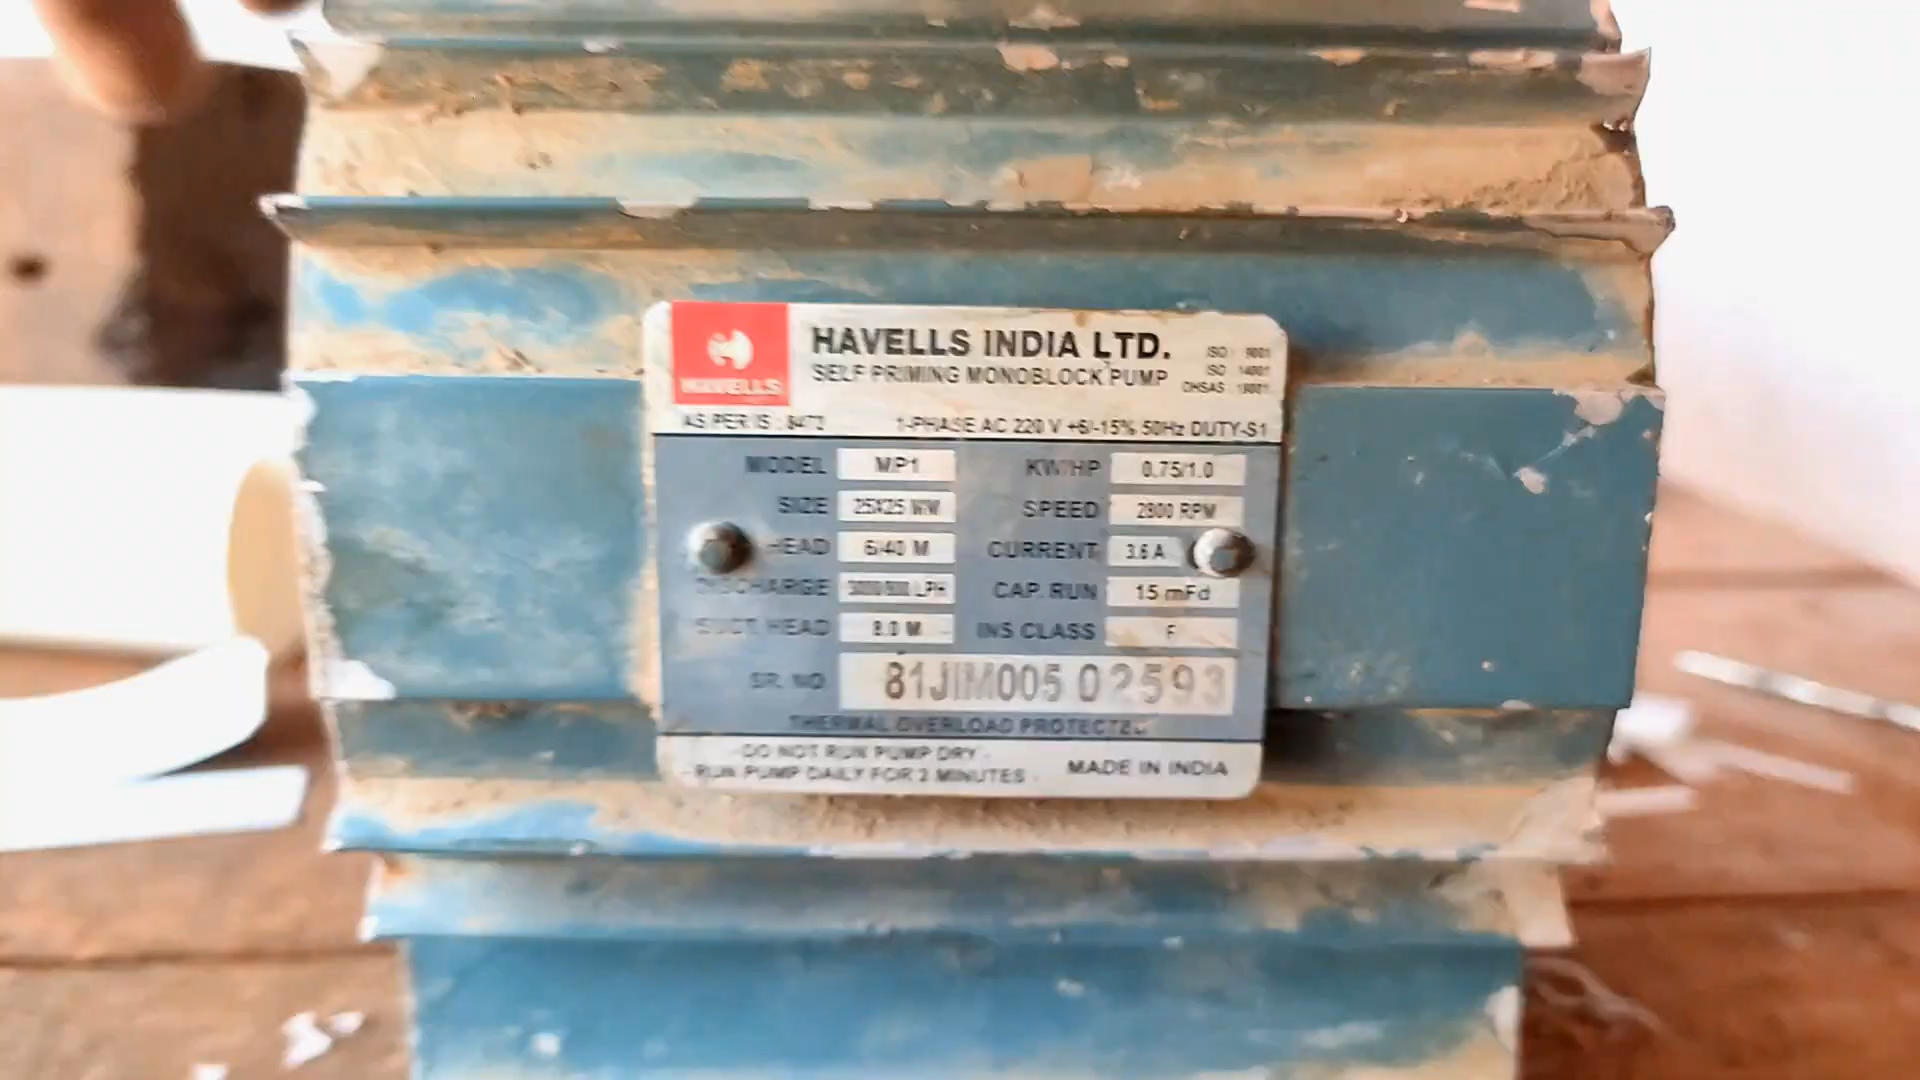 HAVELLS
HAVELLS INDIA LTD.
SELF PRIMING MONOBLOCK PUMP
ISO : 9001
ISO : 14001
OHSAS : 18001
AS PER IS : 8472 1-PHASE AC 220 V +6/-15% 50Hz DUTY-S1
MODEL MP1 KW/HP 0.75/1.0
SIZE 25X25 WW SPEED 2800 RPM
HEAD 6/40 M CURRENT 3.6 A
DISCHARGE LPH CAP. RUN 15 mFd
SUCT. HEAD 8.0 M INS CLASS F
SR. NO 81JIM005 02593
THERMAL OVERLOAD PROTECTED
- DO NOT RUN PUMP DRY -
- RUN PUMP DAILY FOR 2 MINUTES - MADE IN INDIA